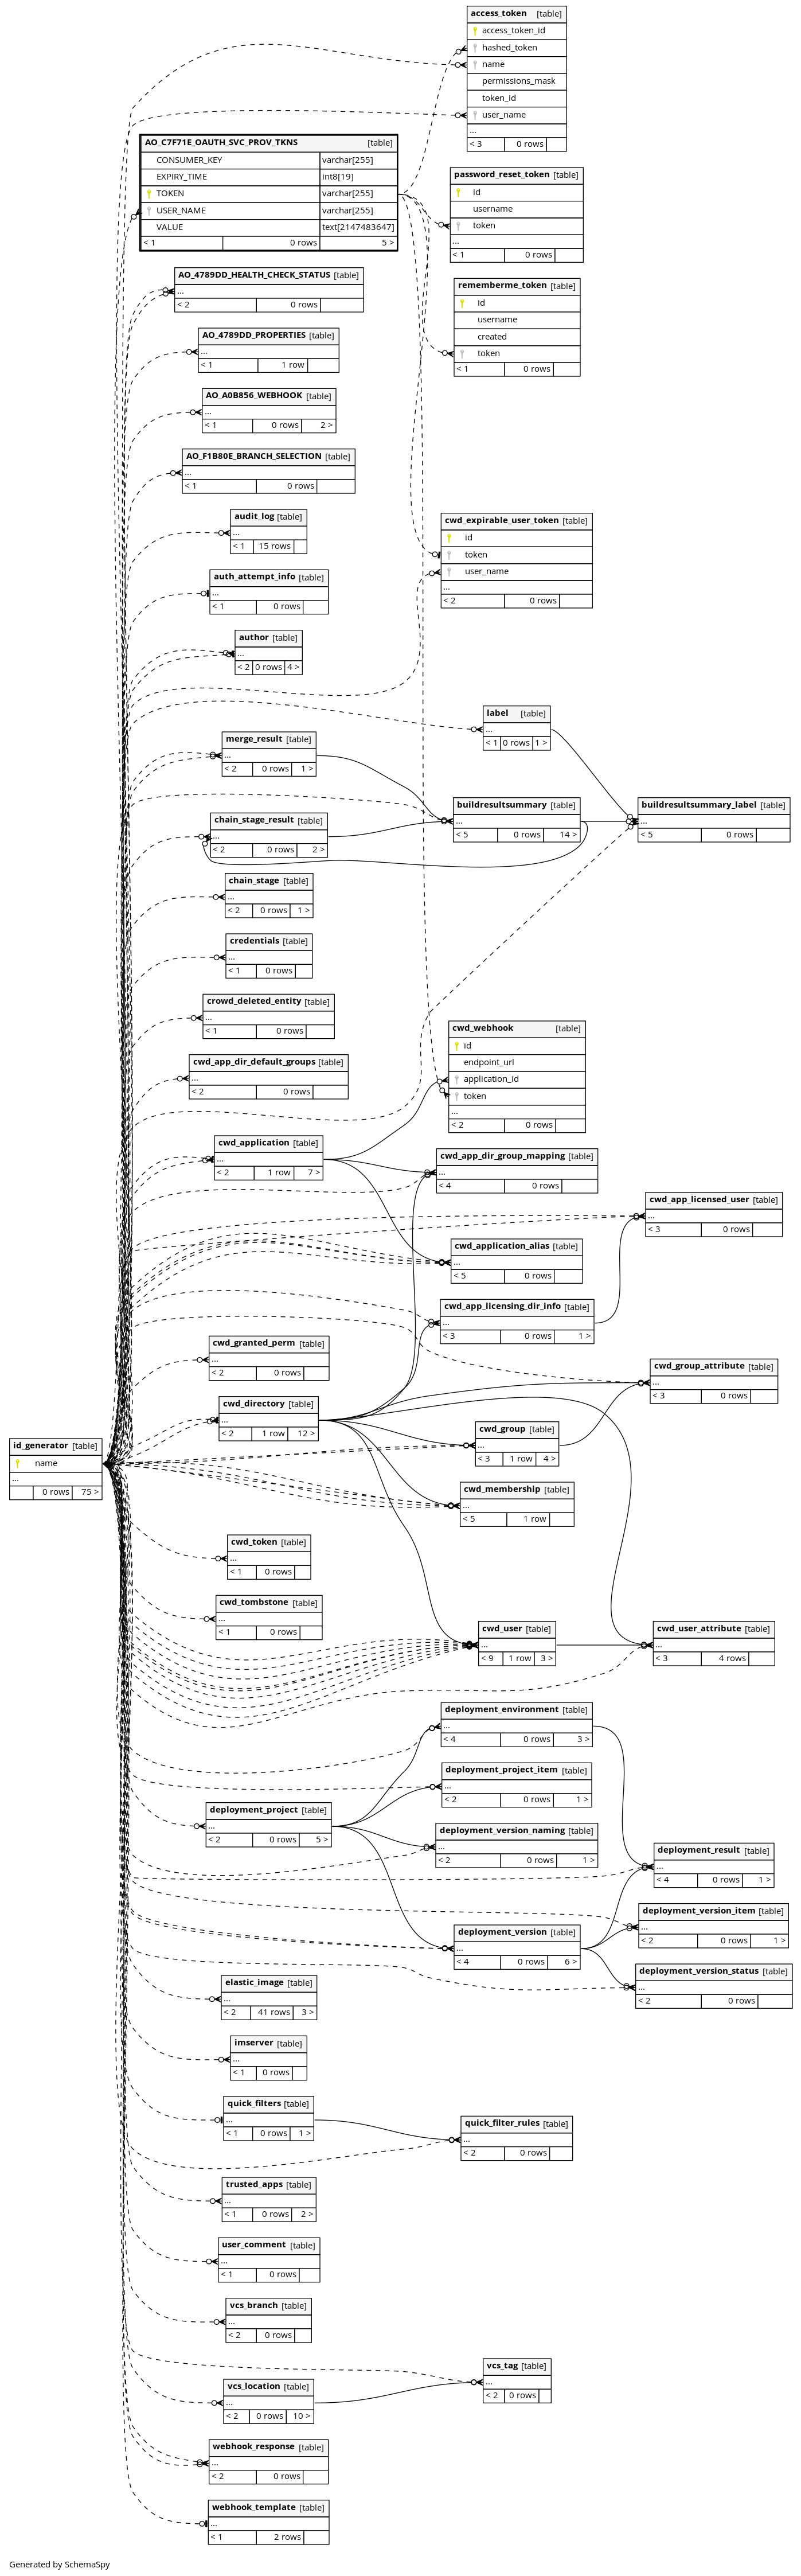 access_token [table]
access_token_id
hashed_token
name
permissions_mask
token_id
user_name
...
< 3 0 rows
AO_C7F71E_OAUTH_SVC_PROV_TKNS [table]
CONSUMER_KEY varchar[255]
EXPIRY_TIME int8[19]
TOKEN varchar[255]
USER_NAME varchar[255]
VALUE text[2147483647]
< 1 0 rows 5 >
password_reset_token [table]
id
username
token
...
< 1 0 rows
AO_4789DD_HEALTH_CHECK_STATUS [table]
...
< 2 0 rows
rememberme_token [table]
id
username
created
token
< 1 0 rows
AO_4789DD_PROPERTIES [table]
...
< 1 1 row
AO_A0B856_WEBHOOK [table]
...
< 1 0 rows 2 >
AO_F1B80E_BRANCH_SELECTION [table]
...
< 1 0 rows
audit_log [table]
...
< 1 15 rows
cwd_expirable_user_token [table]
id
token
user_name
...
< 2 0 rows
auth_attempt_info [table]
...
< 1 0 rows
author [table]
...
< 2 0 rows 4 >
label [table]
...
< 1 0 rows 1 >
merge_result [table]
...
< 2 0 rows 1 >
buildresultsummary [table]
...
< 5 0 rows 14 >
buildresultsummary_label [table]
...
< 5 0 rows
chain_stage_result [table]
...
< 2 0 rows 2 >
chain_stage [table]
...
< 2 0 rows 1 >
credentials [table]
...
< 1 0 rows
crowd_deleted_entity [table]
...
< 1 0 rows
cwd_webhook [table]
id
endpoint_url
application_id
token
...
< 2 0 rows
cwd_app_dir_default_groups [table]
...
< 2 0 rows
cwd_application [table]
...
< 2 1 row 7 >
cwd_app_dir_group_mapping [table]
...
< 4 0 rows
cwd_app_licensed_user [table]
...
< 3 0 rows
cwd_application_alias [table]
...
< 5 0 rows
cwd_app_licensing_dir_info [table]
...
< 3 0 rows 1 >
cwd_granted_perm [table]
...
< 2 0 rows
cwd_group_attribute [table]
...
< 3 0 rows
cwd_directory [table]
...
< 2 1 row 12 >
cwd_group [table]
...
< 3 1 row 4 >
id_generator [table]
name
...
0 rows 75 >
cwd_membership [table]
...
< 5 1 row
cwd_token [table]
...
< 1 0 rows
cwd_tombstone [table]
...
< 1 0 rows
cwd_user [table]
...
< 9 1 row 3 >
cwd_user_attribute [table]
...
< 3 4 rows
deployment_environment [table]
...
< 4 0 rows 3 >
deployment_project_item [table]
...
< 2 0 rows 1 >
deployment_project [table]
...
< 2 0 rows 5 >
deployment_version_naming [table]
...
< 2 0 rows 1 >
deployment_result [table]
...
< 4 0 rows 1 >
deployment_version_item [table]
...
< 2 0 rows 1 >
deployment_version [table]
...
< 4 0 rows 6 >
deployment_version_status [table]
...
< 2 0 rows
elastic_image [table]
...
< 2 41 rows 3 >
imserver [table]
...
< 1 0 rows
quick_filters [table]
...
< 1 0 rows 1 >
quick_filter_rules [table]
...
< 2 0 rows
trusted_apps [table]
...
< 1 0 rows 2 >
user_comment [table]
...
< 1 0 rows
vcs_branch [table]
...
< 2 0 rows
vcs_tag [table]
...
< 2 0 rows
vcs_location [table]
...
< 2 0 rows 10 >
webhook_response [table]
...
< 2 0 rows
webhook_template [table]
...
< 1 2 rows
Generated by SchemaSpy